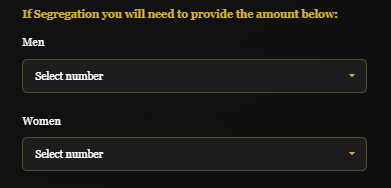 If Segregation you will need to provide the amount below:
Men
Select number
Women
Select number